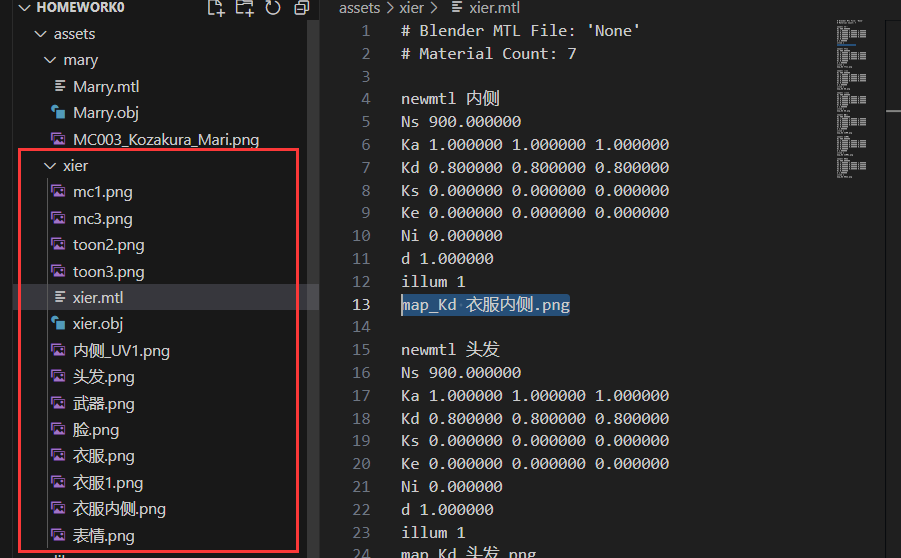 HOMEWORK0
assets
mary
Marry.mtl
Marry.obj
MC003_Kozakura_Mari.png
xier
mc1.png
mc3.png
toon2.png
toon3.png
xier.mtl
xier.obj
内侧_UV1.png
头发.png
武器.png
脸.png
衣服.png
衣服1.png
衣服内侧.png
表情.png
assets > xier > xier.mtl
1 # Blender MTL File: 'None'
2 # Material Count: 7
3
4 newmtl 内侧
5 Ns 900.000000
6 Ka 1.000000 1.000000 1.000000
7 Kd 0.800000 0.800000 0.800000
8 Ks 0.000000 0.000000 0.000000
9 Ke 0.000000 0.000000 0.000000
10 Ni 0.000000
11 d 1.000000
12 illum 1
13 map_Kd 衣服内侧.png
14
15 newmtl 头发
16 Ns 900.000000
17 Ka 1.000000 1.000000 1.000000
18 Kd 0.800000 0.800000 0.800000
19 Ks 0.000000 0.000000 0.000000
20 Ke 0.000000 0.000000 0.000000
21 Ni 0.000000
22 d 1.000000
23 illum 1
24 map_Kd 头发.png